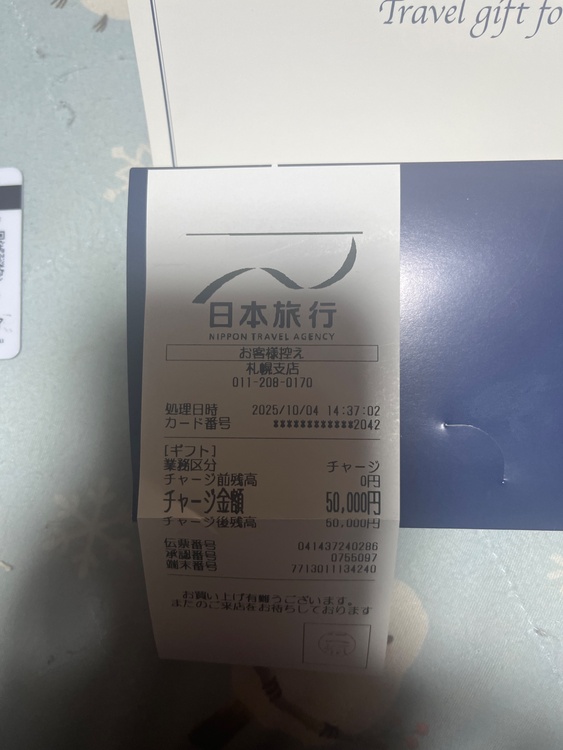 Travel gift fo
日本旅行
NIPPON TRAVEL AGENCY
お客様控え
札幌支店
011-208-0170
処理日時 2025/10/04 14:37:02
カード番号 ************2042
[ギフト]
業務区分 チャージ
チャージ前残高 0円
チャージ金額 50,000円
チャージ後残高 50,000円
伝票番号 041437240286
承認番号 0755097
端末番号 7713011134240
お買い上げ有難うございます。
またのご来店をお待ちしております